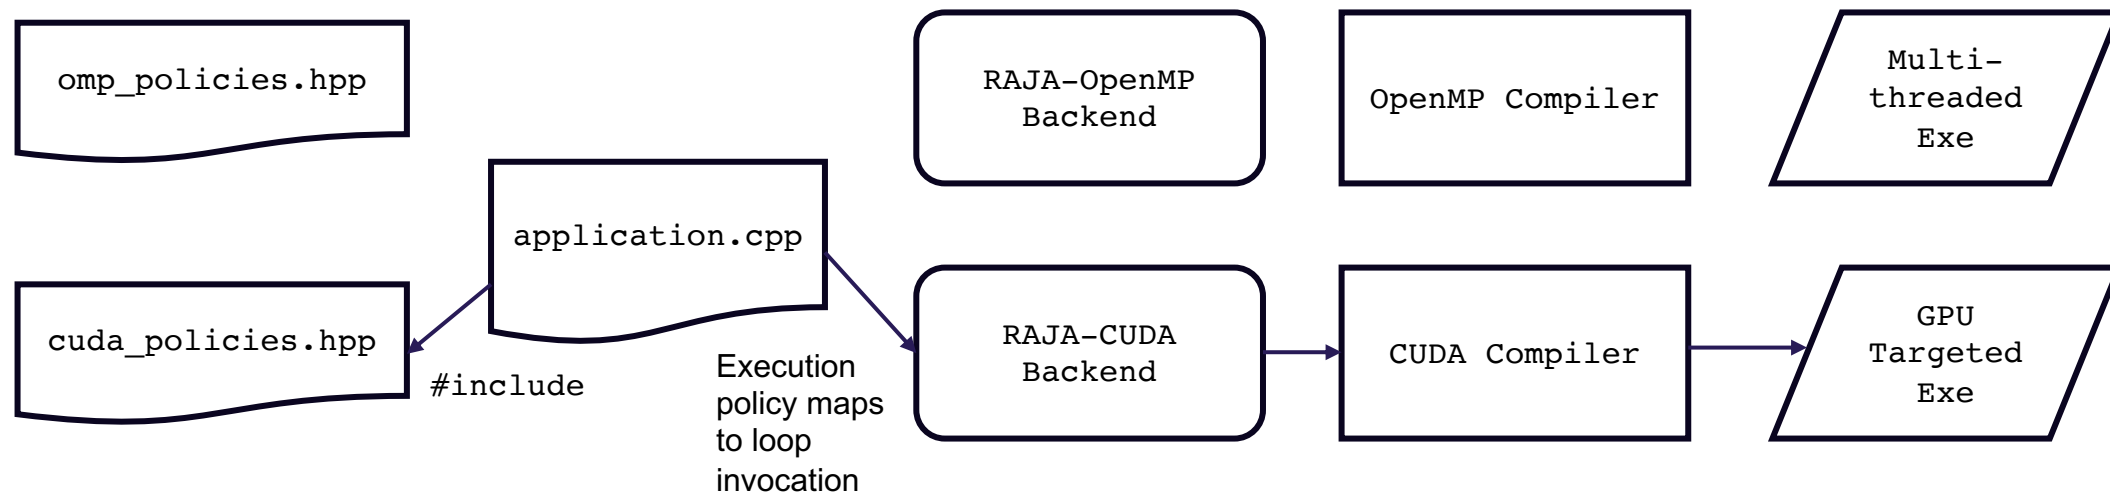 omp_policies.hpp
RAJA-OpenMP
Backend
OpenMP Compiler
Multi-
threaded
Exe
application.cpp
cuda_policies.hpp
#include
Execution
policy maps
to loop
invocation
RAJA-CUDA
Backend
CUDA Compiler
GPU
Targeted
Exe